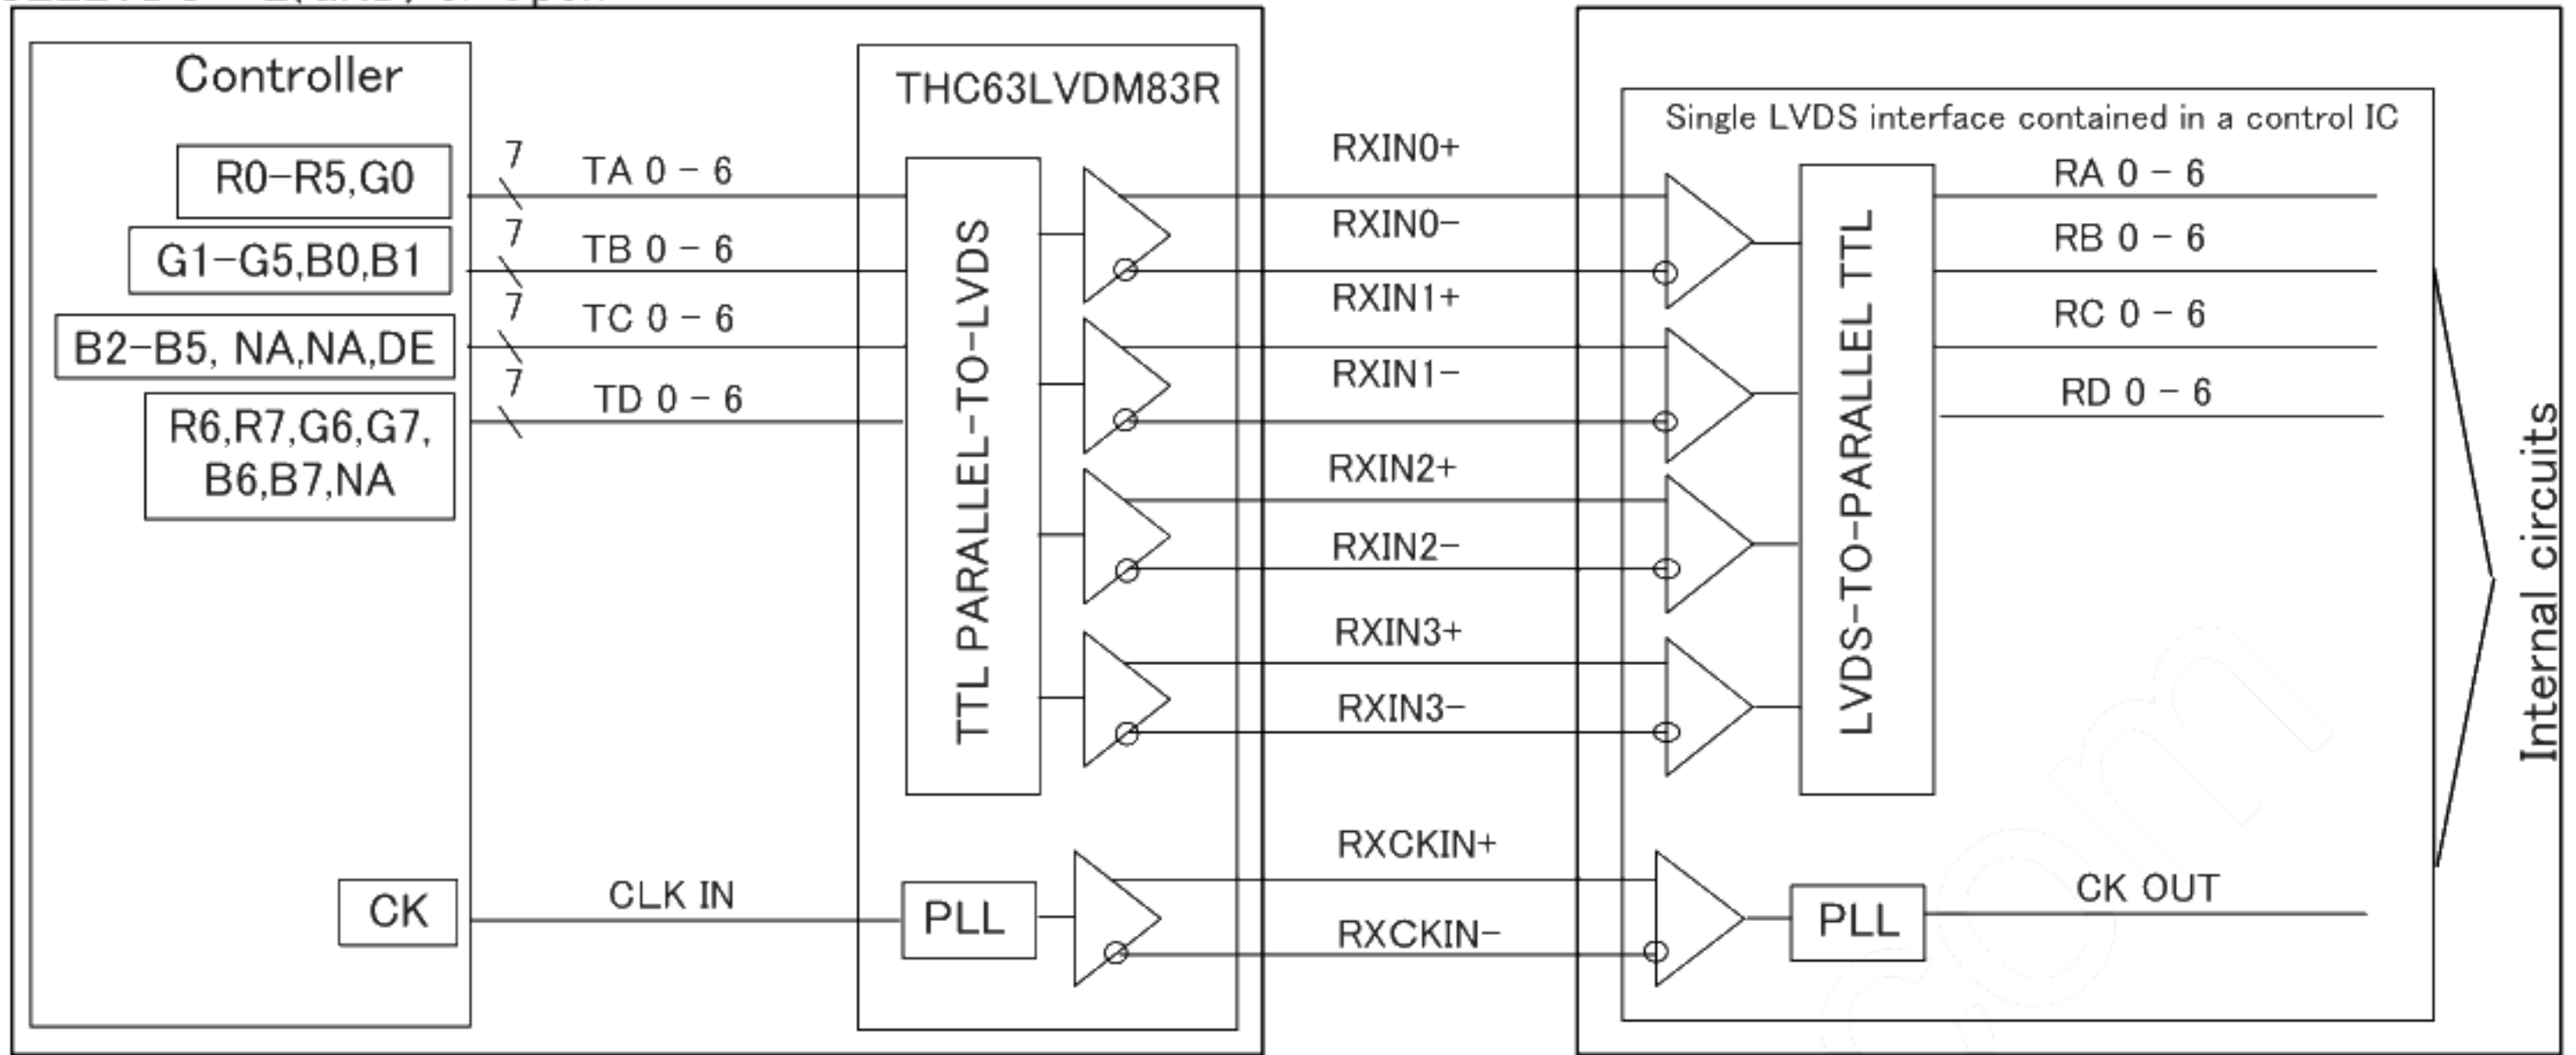 Controller
R0-R5,G0
G1-G5,B0,B1
B2-B5, NA,NA,DE
R6,R7,G6,G7,
B6,B7,NA
CK
7
TA 0 - 6
7
TB 0 - 6
7
TC 0 - 6
7
TD 0 - 6
CLK IN
THC63LVDM83R
TTL PARALLEL-TO-LVDS
PLL
RXIN0+
RXIN0-
RXIN1+
RXIN1-
RXIN2+
RXIN2-
RXIN3+
RXIN3-
RXCKIN+
RXCKIN-
Single LVDS interface contained in a control IC
LVDS-TO-PARALLEL TTL
PLL
RA 0 - 6
RB 0 - 6
RC 0 - 6
RD 0 - 6
CK OUT
Internal circuits
com